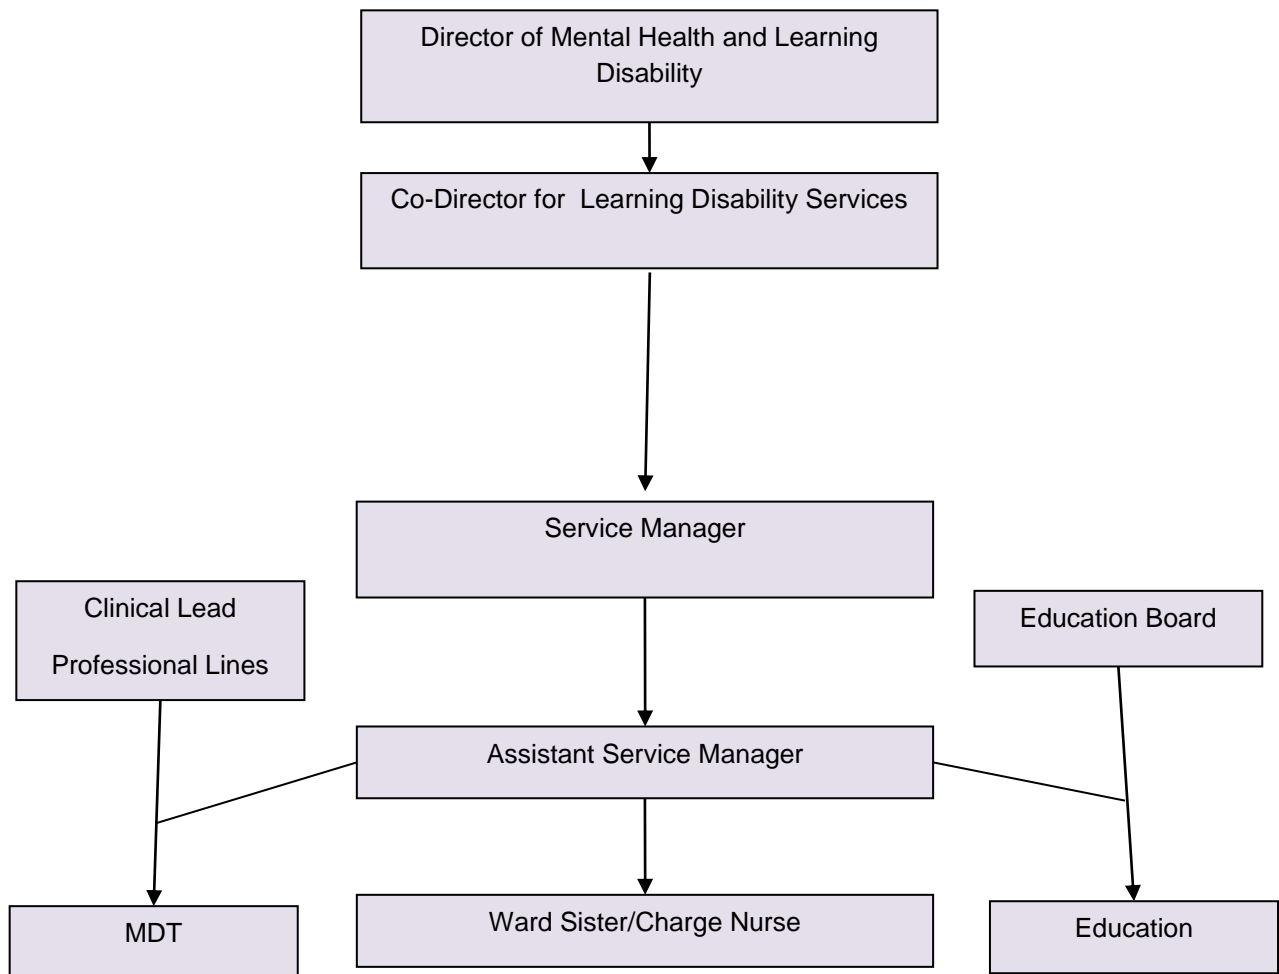 Director of Mental Health and Learning
Disability
Co-Director for  Learning Disability Services
Service Manager
Clinical Lead
Professional Lines
Education Board
Assistant Service Manager
MDT
Ward Sister/Charge Nurse
Education